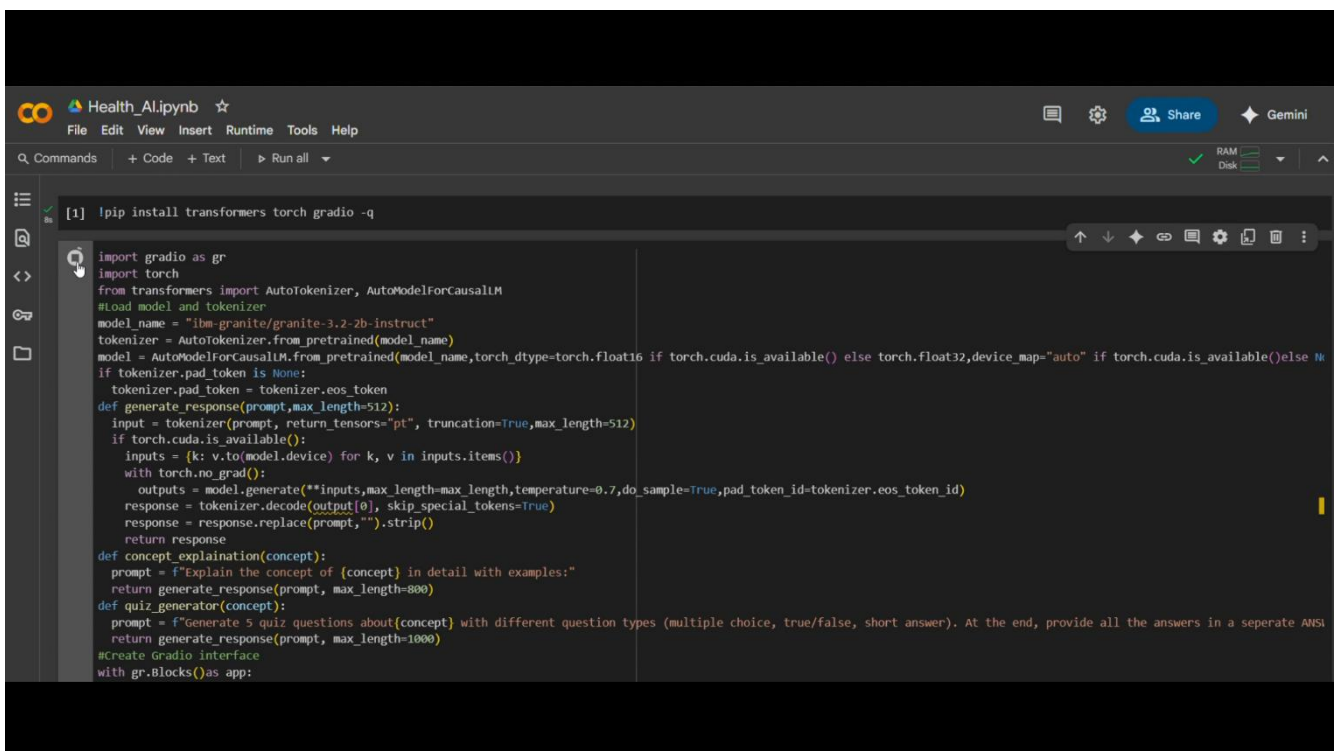 Health_AI.ipynb
Share
Gemini
File Edit View Insert Runtime Tools Help
Commands + Code + Text Run all
RAM
Disk
8s
[1] !pip install transformers torch gradio -q
import gradio as gr
import torch
from transformers import AutoTokenizer, AutoModelForCausalLM
#Load model and tokenizer
model_name = "ibm-granite/granite-3.2-2b-instruct"
tokenizer = AutoTokenizer.from_pretrained(model_name)
model = AutoModelForCausalLM.from_pretrained(model_name,torch_dtype=torch.float16 if torch.cuda.is_available() else torch.float32,device_map="auto" if torch.cuda.is_available()else
if tokenizer.pad_token is None:
  tokenizer.pad_token = tokenizer.eos_token
def generate_response(prompt,max_length=512):
  input = tokenizer(prompt, return_tensors="pt", truncation=True,max_length=512)
  if torch.cuda.is_available():
    inputs = {k: v.to(model.device) for k, v in inputs.items()}
    with torch.no_grad():
      outputs = model.generate(**inputs,max_length=max_length,temperature=0.7,do_sample=True,pad_token_id=tokenizer.eos_token_id)
    response = tokenizer.decode(output[0], skip_special_tokens=True)
    response = response.replace(prompt,"").strip()
    return response
def concept_explaination(concept):
  prompt = f"Explain the concept of {concept} in detail with examples:"
  return generate_response(prompt, max_length=800)
def quiz_generator(concept):
  prompt = f"Generate 5 quiz questions about{concept} with different question types (multiple choice, true/false, short answer). At the end, provide all the answers in a seperate
  return generate_response(prompt, max_length=1000)
#Create Gradio interface
with gr.Blocks()as app: